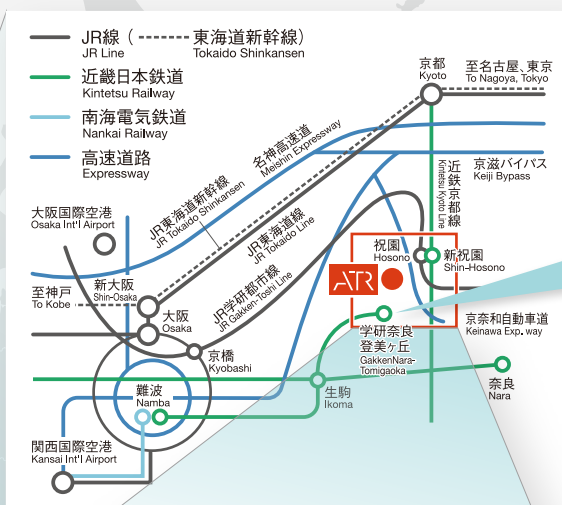 JR線 ( 東海道新幹線)
JR Line Tokaido Shinkansen
近畿日本鉄道
Kintetsu Railway
南海電気鉄道
Nankai Railway
高速道路
Expressway
京都
Kyoto
至名古屋、東京
To Nagoya, Tokyo
名神高速道
Meishin Expressway
京滋バイパス
Keiji Bypass
近鉄京都線
Kintetsu Kyoto Line
JR東海道新幹線
JR Tokaido Shinkansen
JR東海道線
JR Tokaido Line
大阪国際空港
Osaka Int'l Airport
祝園
Hosono
新祝園
Shin-Hosono
ATR
新大阪
Shin-Osaka
至神戸
To Kobe
JR学研都市線
JR Gakken-Toshi Line
大阪
Osaka
京奈和自動車道
Keinawa Exp. way
学研奈良
登美ヶ丘
GakkenNara-
Tomigaoka
京橋
Kyobashi
難波
Namba
生駒
Ikoma
奈良
Nara
関西国際空港
Kansai Int'l Airport